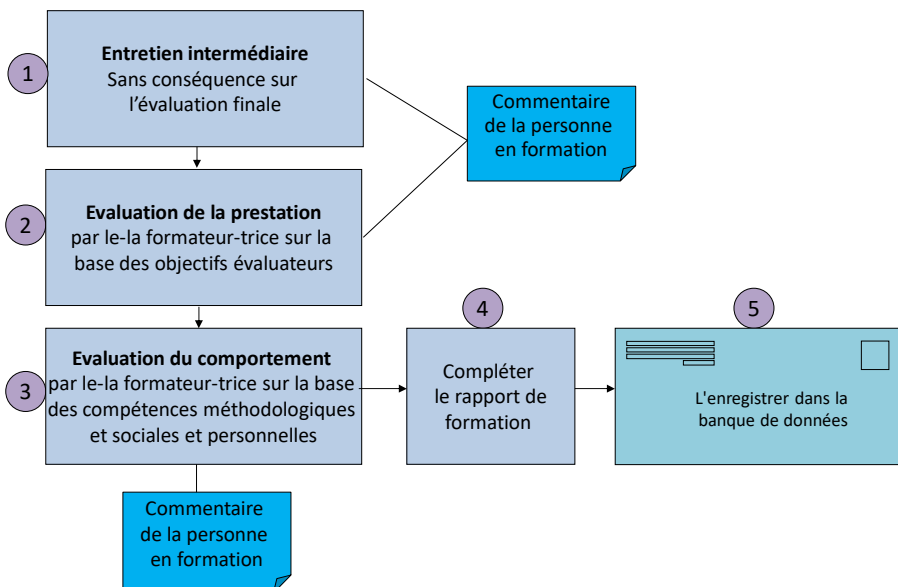 1
Entretien intermédiaire
Sans conséquence sur
l'évaluation finale
Commentaire
de la personne
en formation
2
Evaluation de la prestation
par le-la formateur-trice sur la
base des objectifs évaluateurs
3
Evaluation du comportement
par le-la formateur-trice sur la base
des compétences méthodologiques
et sociales et personnelles
4
Compléter
le rapport de
formation
5
L'enregistrer dans la
banque de données
Commentaire
de la personne
en formation